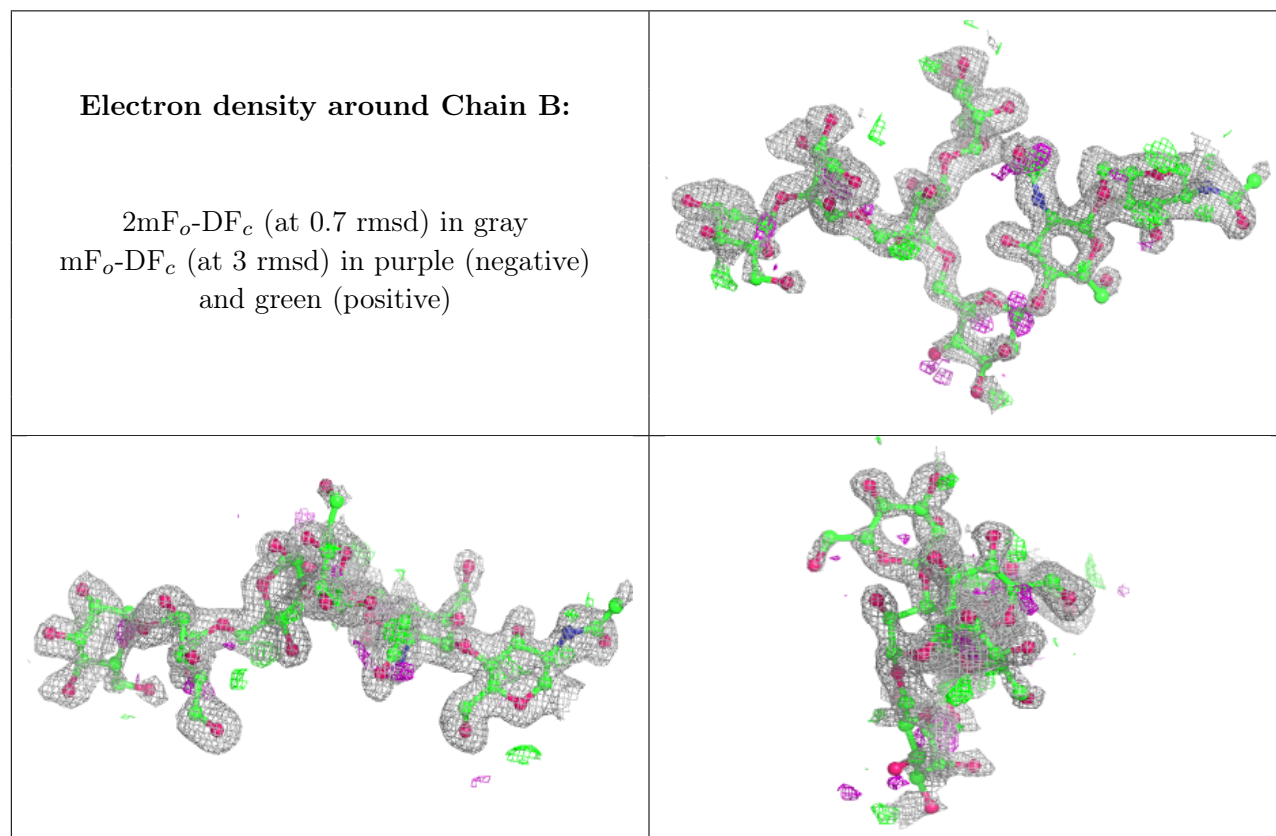 Electron density around Chain B:
2mFₒ-DF𝒸 (at 0.7 rmsd) in gray
mFₒ-DF𝒸 (at 3 rmsd) in purple (negative)
and green (positive)